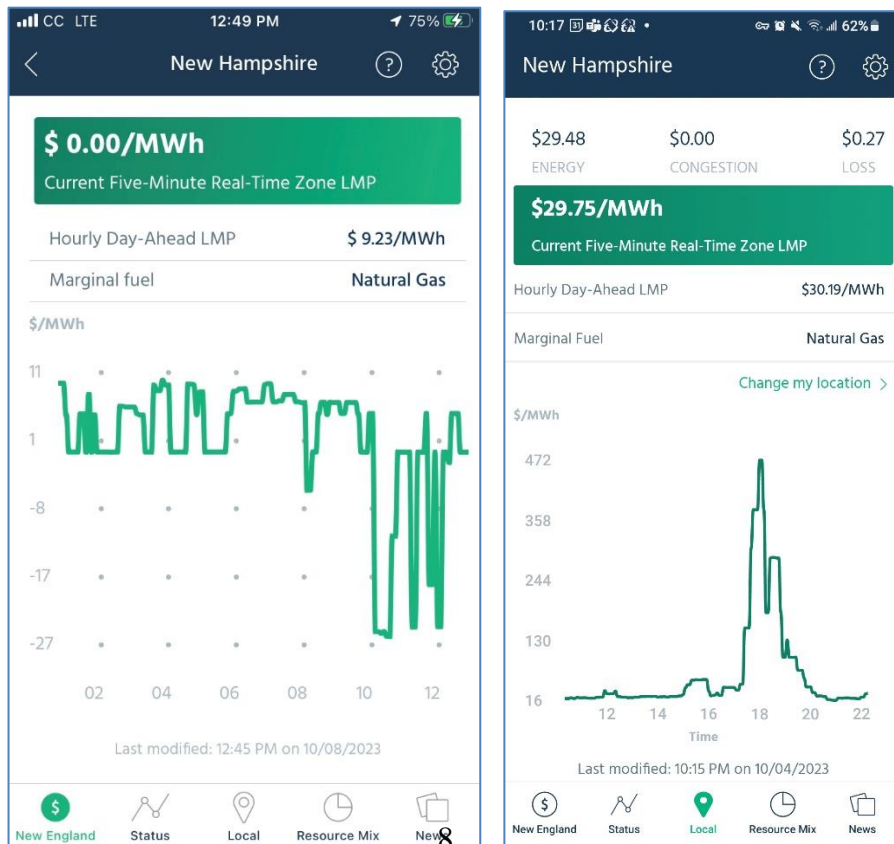 CC LTE 12:49 PM 75%
New Hampshire ?
$ 0.00/MWh
Current Five-Minute Real-Time Zone LMP
Hourly Day-Ahead LMP $ 9.23/MWh
Marginal fuel Natural Gas
$/MWh
11
1
-8
-17
-27
02 04 06 08 10 12
Last modified: 12:45 PM on 10/08/2023
$
New England Status Local Resource Mix News
8
10:17 31 62%
New Hampshire ?
$29.48 $0.00 $0.27
ENERGY CONGESTION LOSS
$29.75/MWh
Current Five-Minute Real-Time Zone LMP
Hourly Day-Ahead LMP $30.19/MWh
Marginal Fuel Natural Gas
Change my location >
$/MWh
472
358
244
130
16
12 14 16 18 20 22
Time
Last modified: 10:15 PM on 10/04/2023
$
New England Status Local Resource Mix News